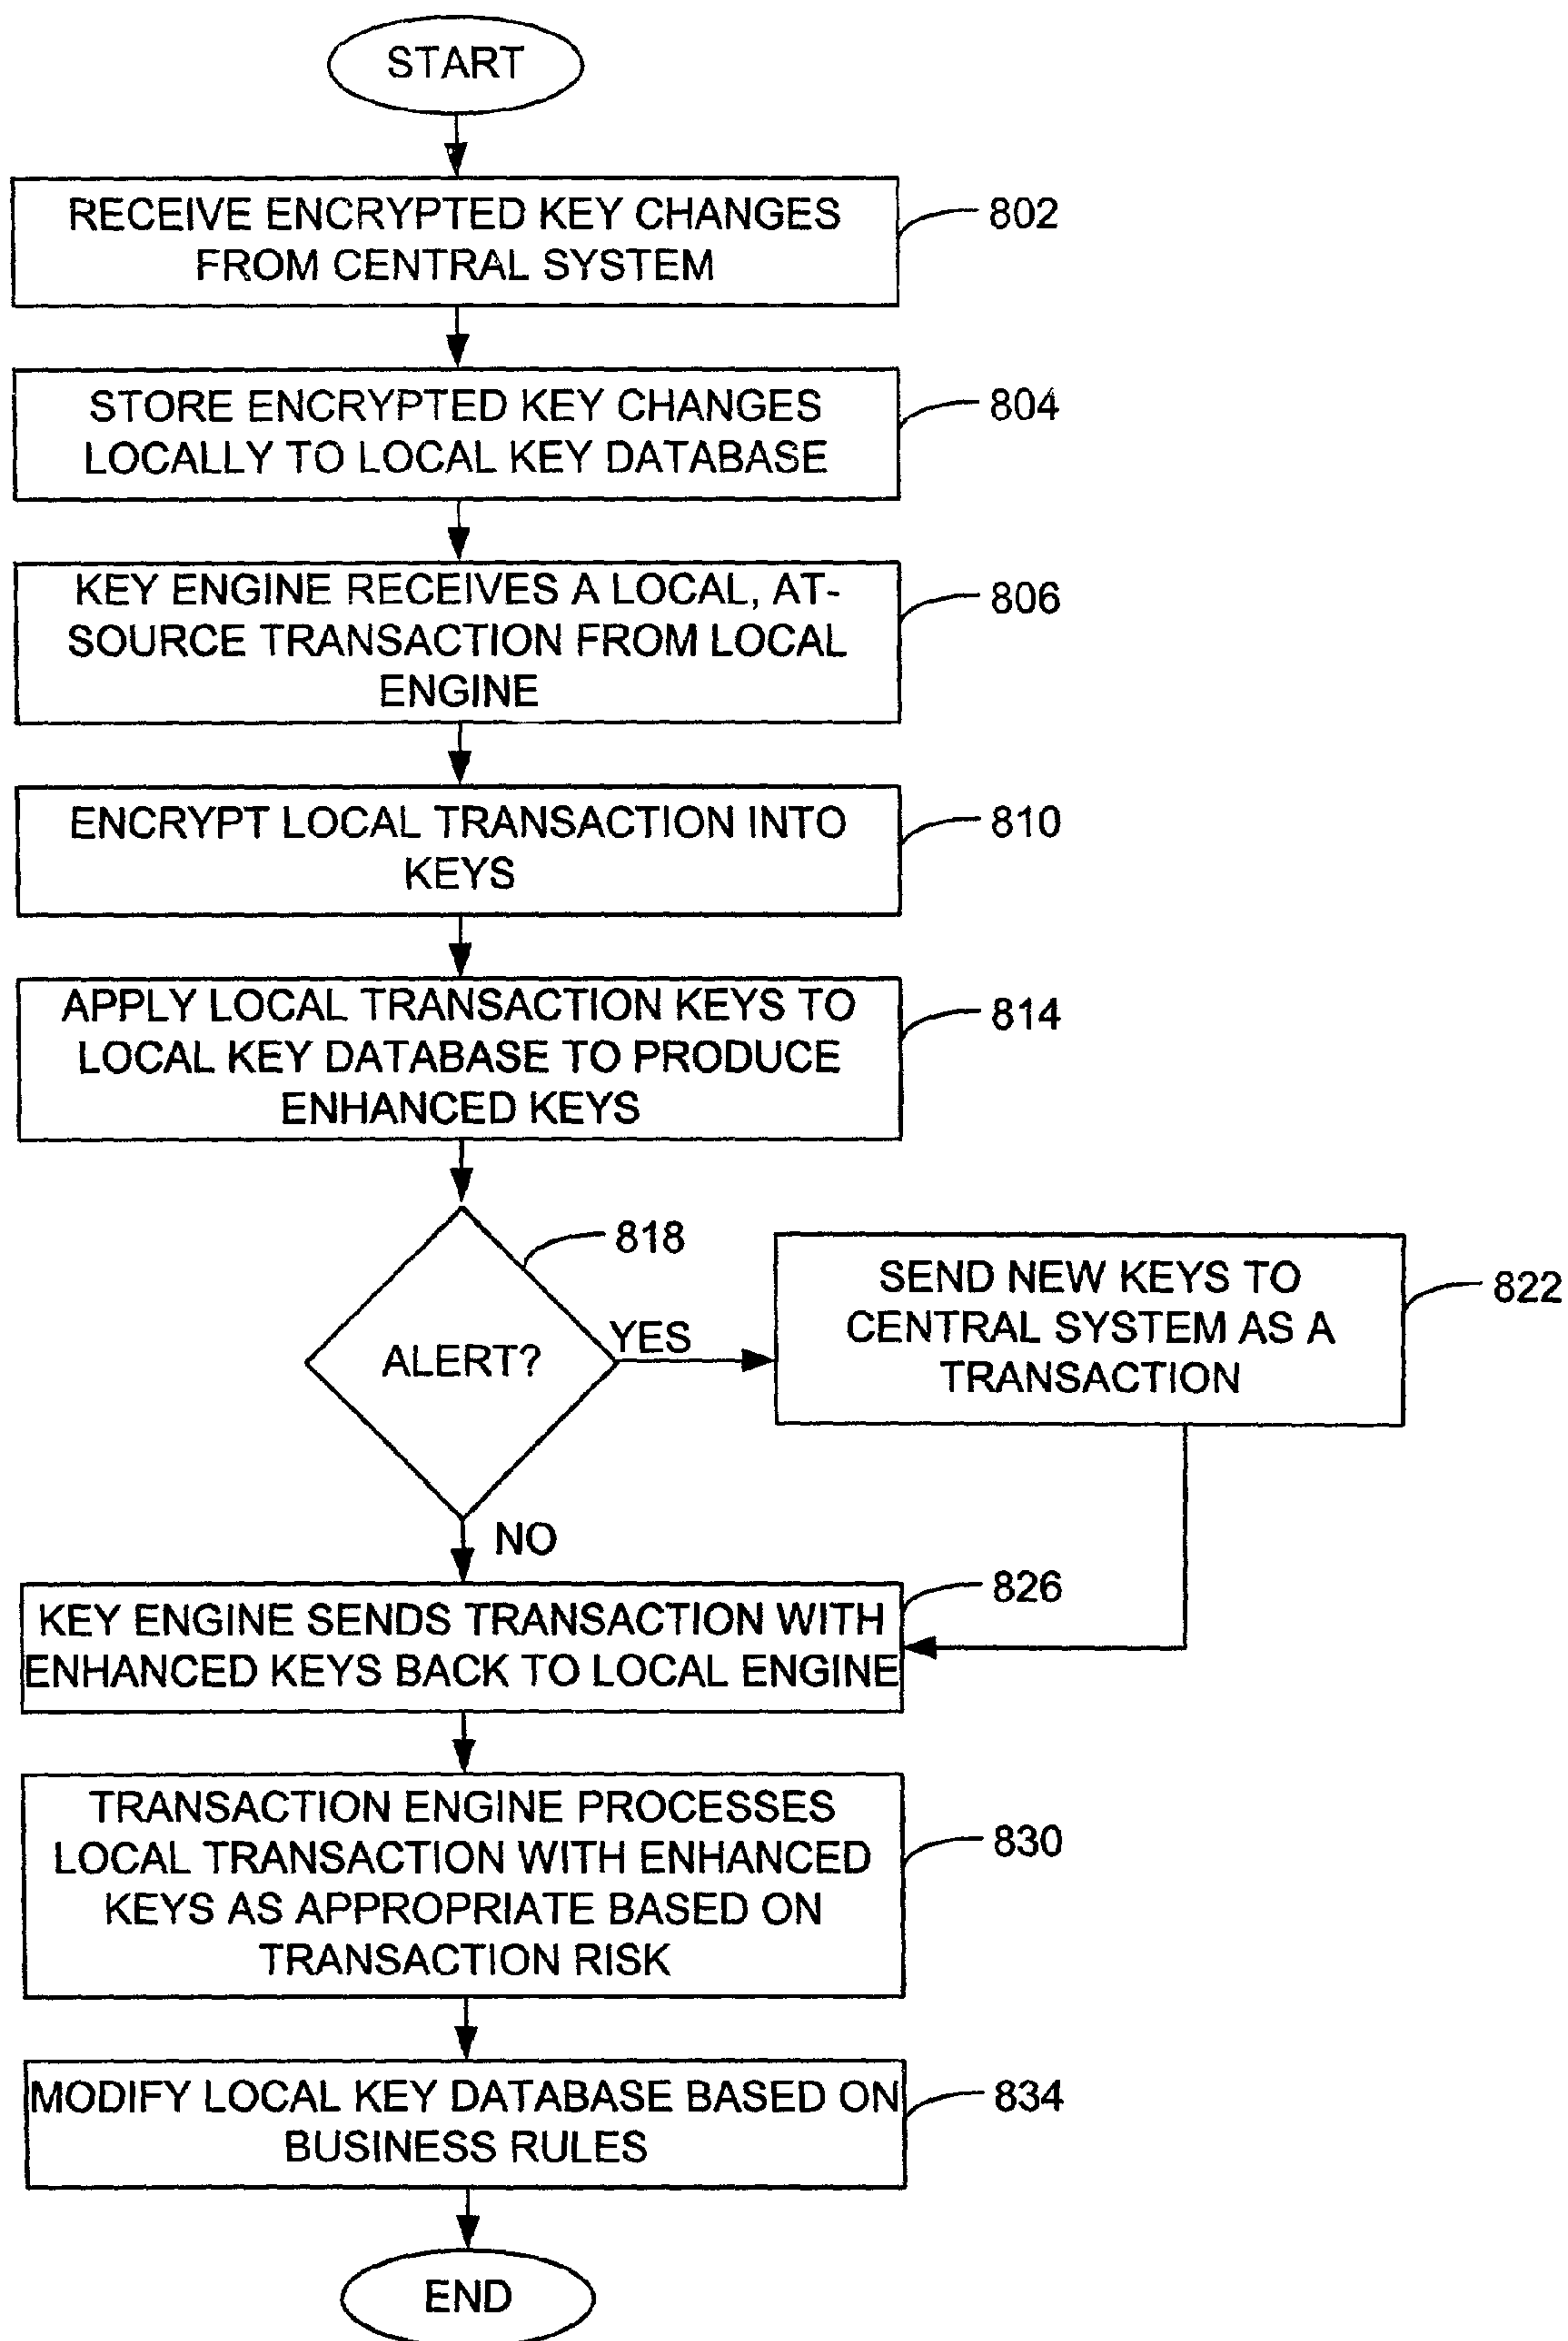 START
RECEIVE ENCRYPTED KEY CHANGES
FROM CENTRAL SYSTEM
802
STORE ENCRYPTED KEY CHANGES
LOCALLY TO LOCAL KEY DATABASE
804
KEY ENGINE RECEIVES A LOCAL, AT-
SOURCE TRANSACTION FROM LOCAL
ENGINE
806
ENCRYPT LOCAL TRANSACTION INTO
KEYS
810
APPLY LOCAL TRANSACTION KEYS TO
LOCAL KEY DATABASE TO PRODUCE
ENHANCED KEYS
814
818
ALERT?
YES
SEND NEW KEYS TO
CENTRAL SYSTEM AS A
TRANSACTION
822
NO
KEY ENGINE SENDS TRANSACTION WITH
ENHANCED KEYS BACK TO LOCAL ENGINE
826
TRANSACTION ENGINE PROCESSES
LOCAL TRANSACTION WITH ENHANCED
KEYS AS APPROPRIATE BASED ON
TRANSACTION RISK
830
MODIFY LOCAL KEY DATABASE BASED ON
BUSINESS RULES
834
END